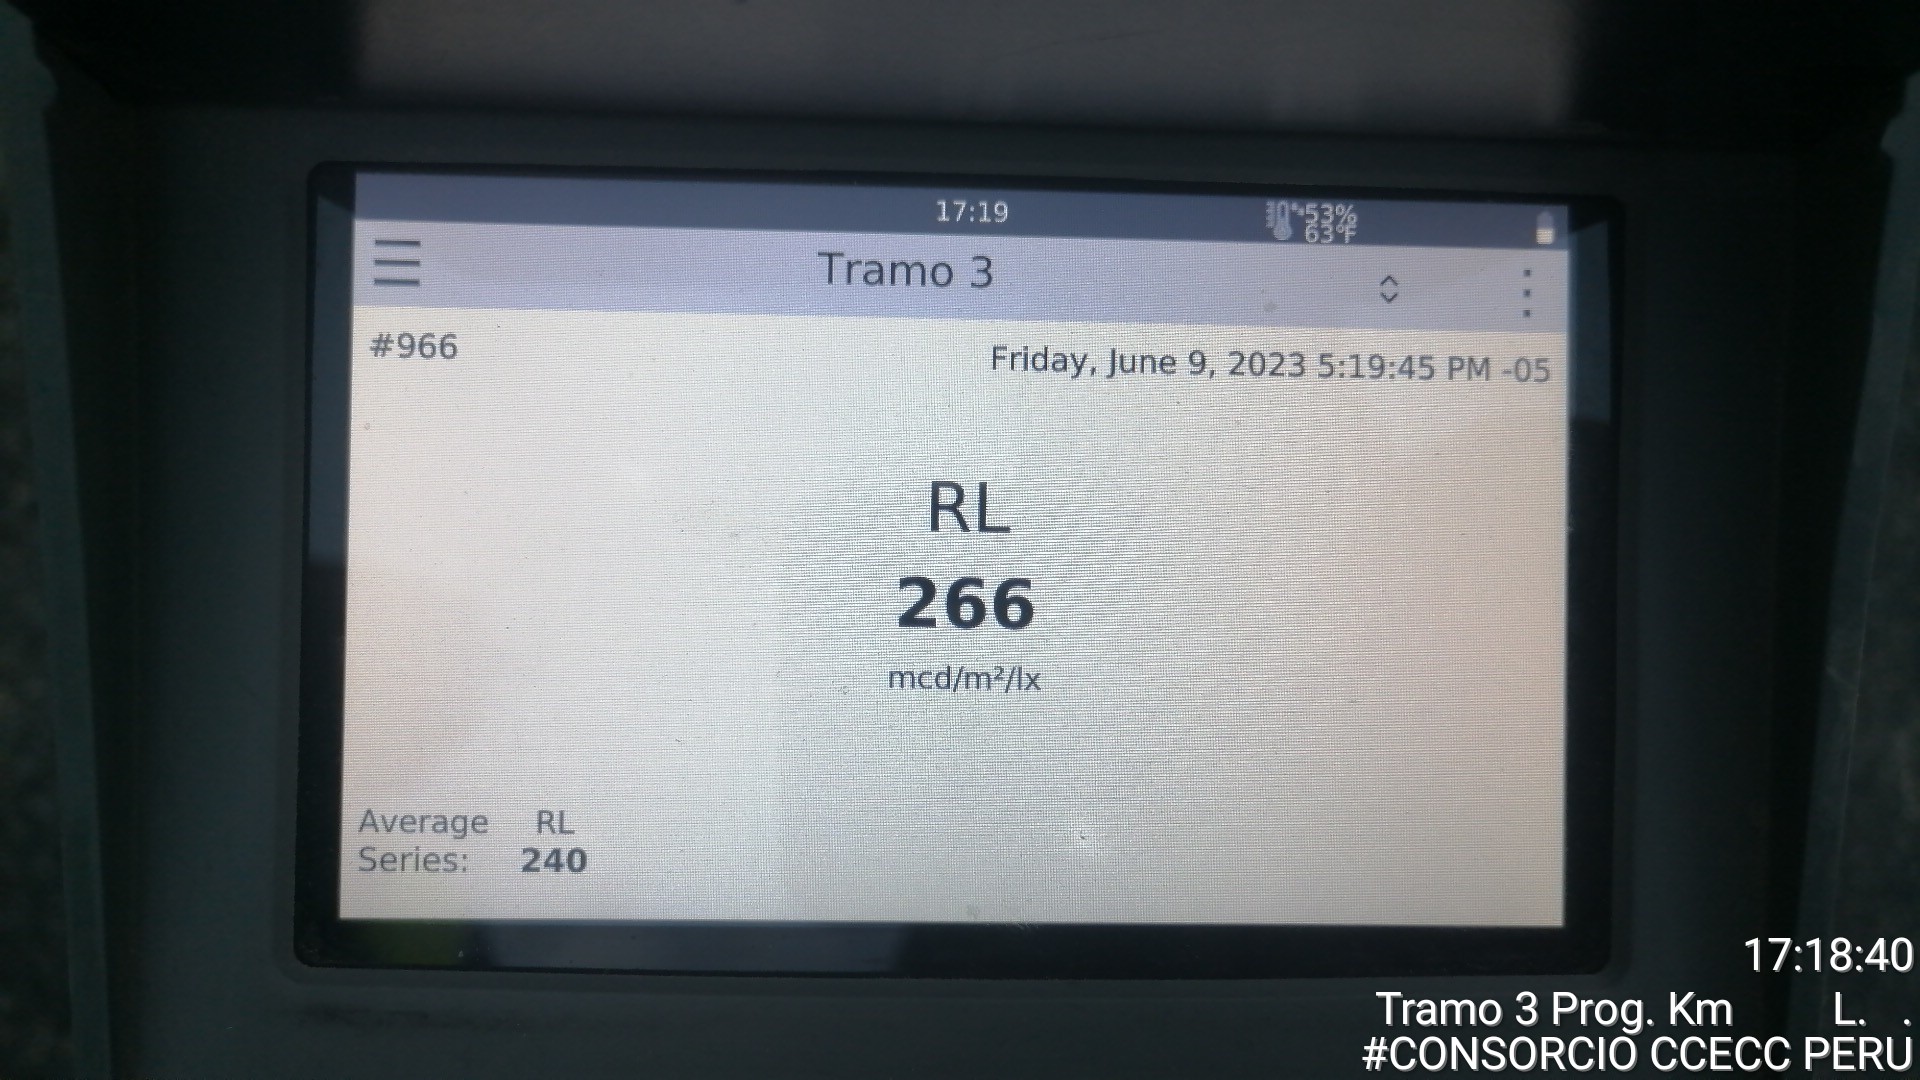 17:19
53%
63°F
Tramo 3
#966
Friday, June 9, 2023 5:19:45 PM -05
RL
266
mcd/m²/lx
Average RL
Series: 240
17:18:40
Tramo 3 Prog. Km L. .
#CONSORCIO CCECC PERU